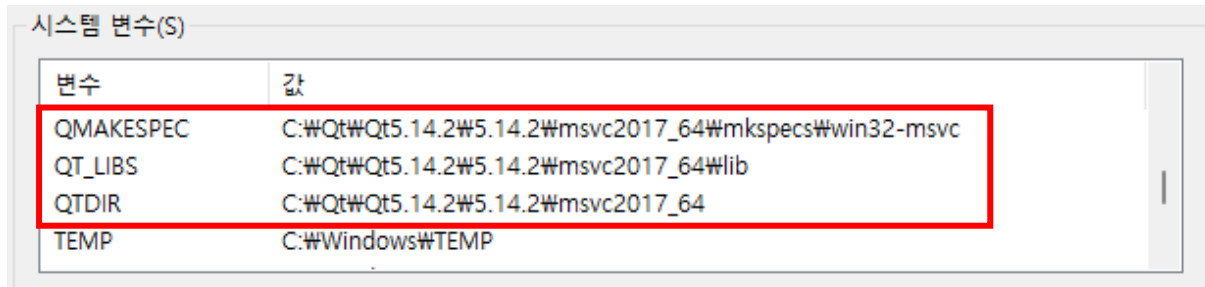 시스템 변수(S)
변수 값
QMAKESPEC C:₩Qt₩Qt5.14.2₩5.14.2₩msvc2017_64₩mkspecs₩win32-msvc
QT_LIBS C:₩Qt₩Qt5.14.2₩5.14.2₩msvc2017_64₩lib
QTDIR C:₩Qt₩Qt5.14.2₩5.14.2₩msvc2017_64
TEMP C:₩Windows₩TEMP